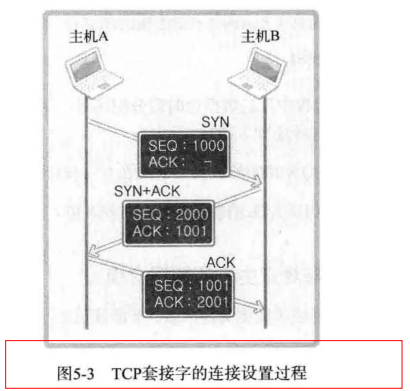 主机A
主机B
SYN
SEQ：1000
ACK： -
SYN+ACK
SEQ：2000
ACK：1001
ACK
SEQ：1001
ACK：2001
图5-3 TCP套接字的连接设置过程